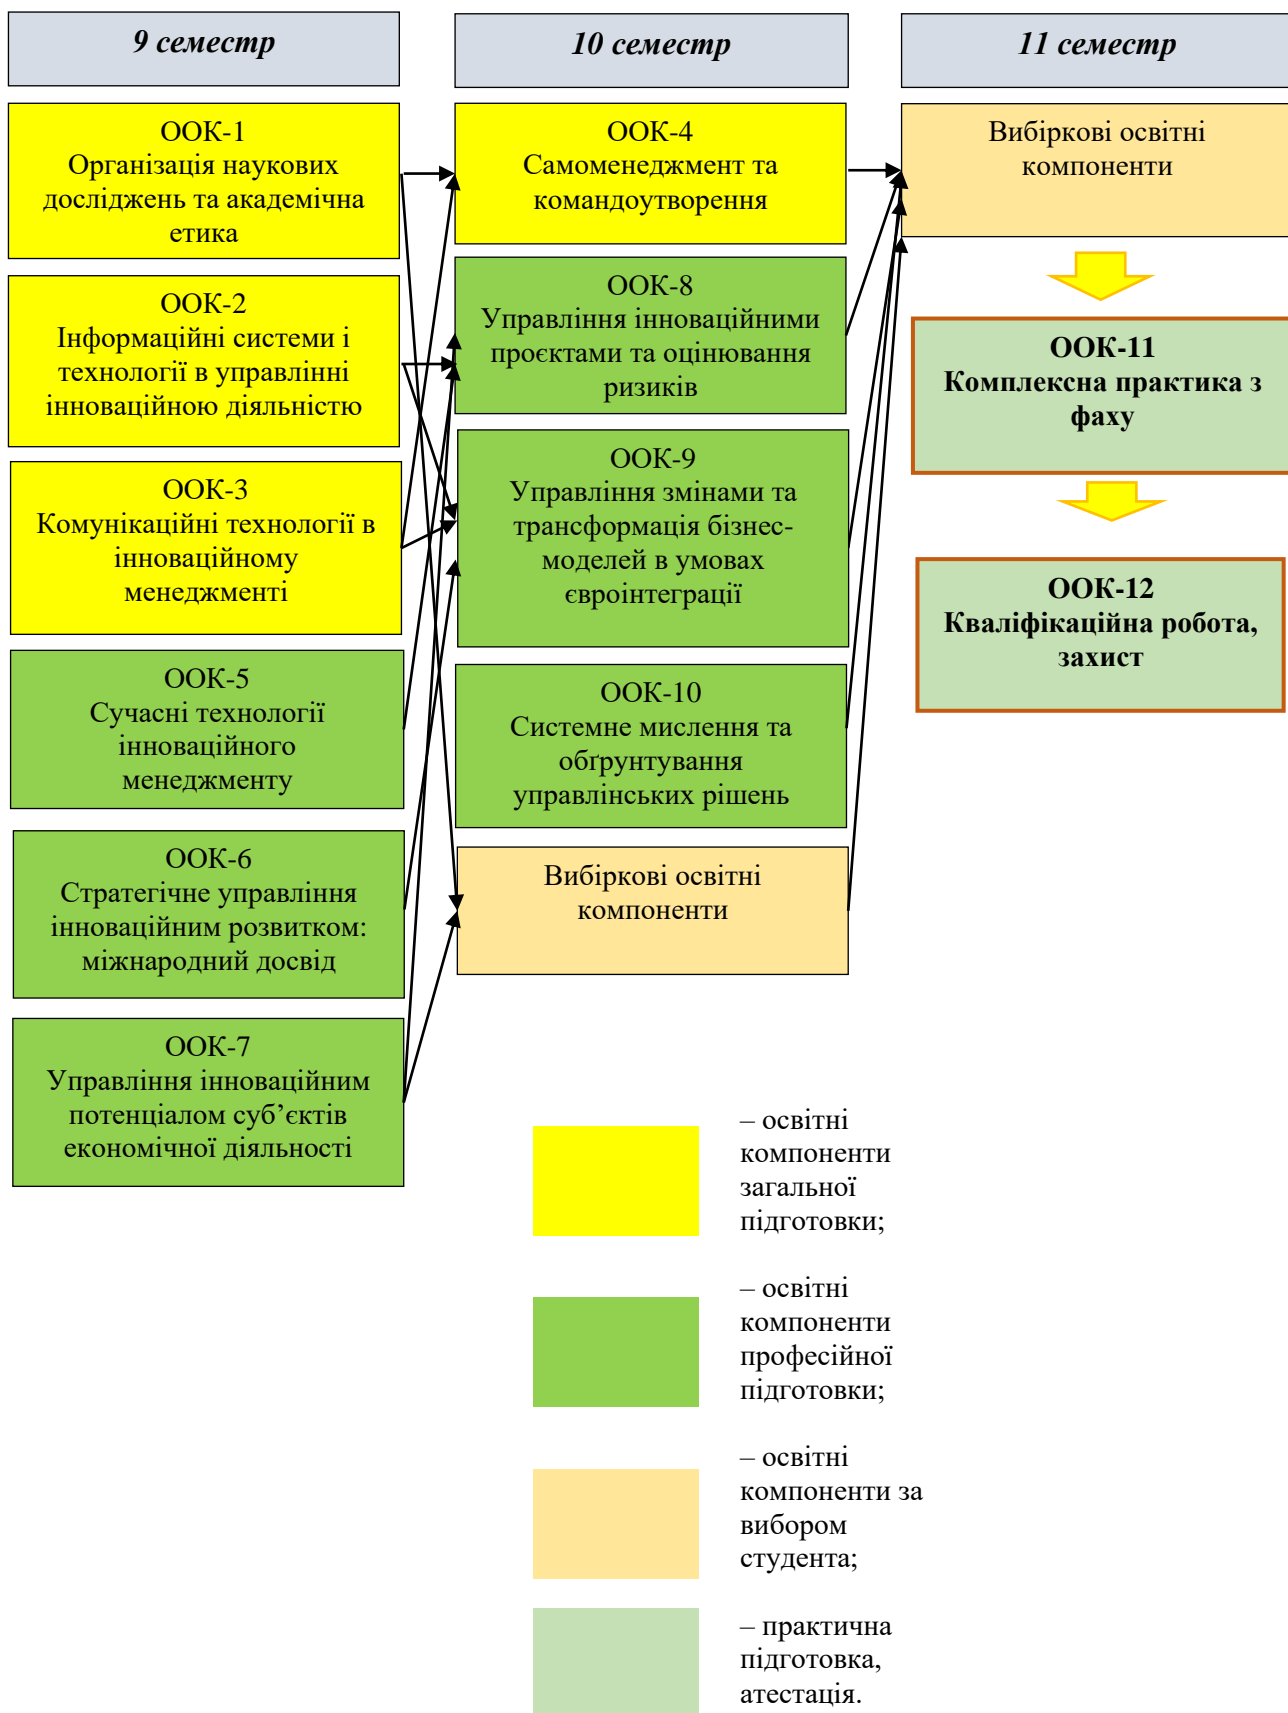 9 семестр
10 семестр
11 семестр
ООК-1
Організація наукових
досліджень та академічна
етика
ООК-2
Інформаційні системи і
технології в управлінні
інноваційною діяльністю
ООК-3
Комунікаційні технології в
інноваційному
менеджменті
ООК-5
Сучасні технології
інноваційного
менеджменту
ООК-6
Стратегічне управління
інноваційним розвитком:
міжнародний досвід
ООК-7
Управління інноваційним
потенціалом суб’єктів
економічної діяльності
ООК-4
Самоменеджмент та
командоутворення
ООК-8
Управління інноваційними
проєктами та оцінювання
ризиків
ООК-9
Управління змінами та
трансформація бізнес-
моделей в умовах
євроінтеграції
ООК-10
Системне мислення та
обґрунтування
управлінських рішень
Вибіркові освітні
компоненти
Вибіркові освітні
компоненти
ООК-11
Комплексна практика з
фаху
ООК-12
Кваліфікаційна робота,
захист
– освітні
компоненти
загальної
підготовки;
– освітні
компоненти
професійної
підготовки;
– освітні
компоненти за
вибором
студента;
– практична
підготовка,
атестація.